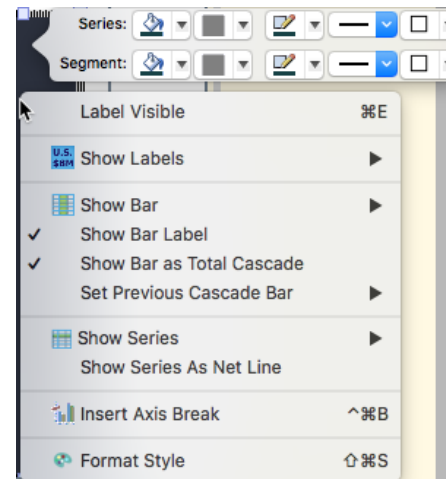 Series:
Segment:
Label Visible ⌘E
U.S. $8M Show Labels
Show Bar
Show Bar Label
Show Bar as Total Cascade
Set Previous Cascade Bar
Show Series
Show Series As Net Line
Insert Axis Break ^⌘B
Format Style ⇧⌘S